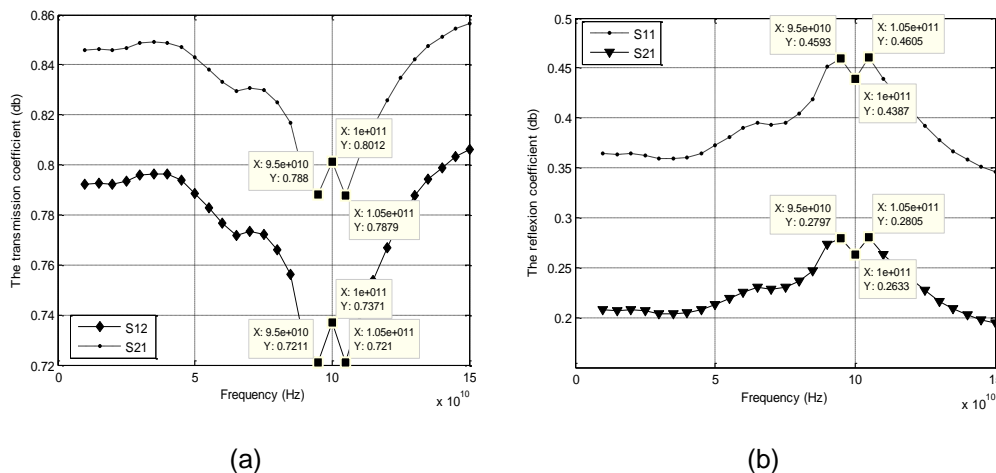 0.86
0.84
0.82
0.8
0.78
0.76
0.74
0.72
The transmission coefficient (db)
X: 9.5e+010
Y: 0.788
X: 1e+011
Y: 0.8012
X: 1.05e+011
Y: 0.7879
X: 9.5e+010
Y: 0.7211
X: 1e+011
Y: 0.7371
X: 1.05e+011
Y: 0.721
S12
S21
0
5
10
15
Frequency (Hz)
x 10^10
(a)
0.5
0.45
0.4
0.35
0.3
0.25
0.2
The reflexion coefficient (db)
S11
S21
X: 9.5e+010
Y: 0.4593
X: 1.05e+011
Y: 0.4605
X: 1e+011
Y: 0.4387
X: 9.5e+010
Y: 0.2797
X: 1.05e+011
Y: 0.2805
X: 1e+011
Y: 0.2633
0
5
10
15
Frequency (Hz)
x 10^10
(b)